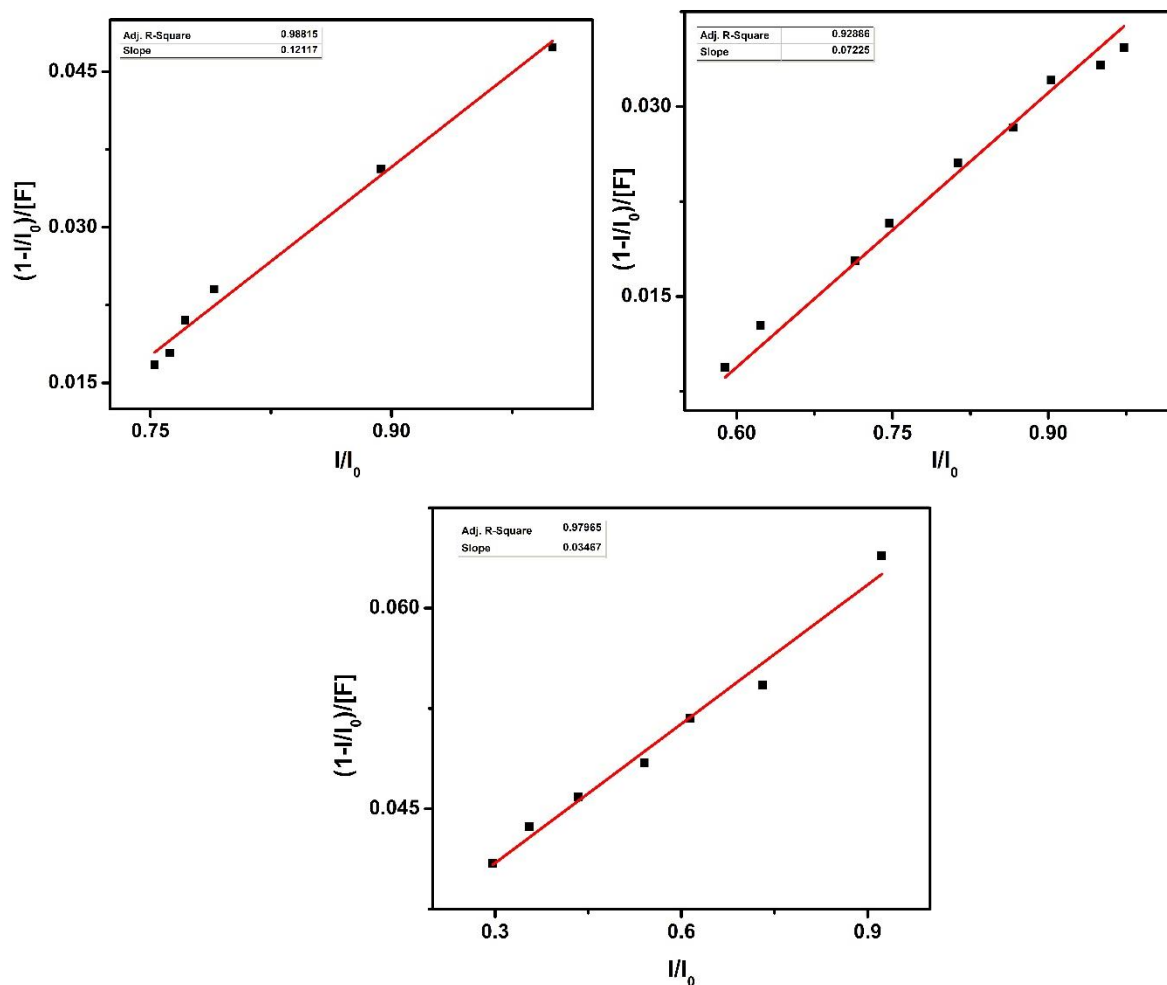 Adj. R-Square 0.98815
Slope 0.12117
0.045
0.030
0.015
(1-I/I0)/[F]
0.75 0.90
I/I0
Adj. R-Square 0.92886
Slope 0.07225
0.030
0.015
(1-I/I0)/[F]
0.60 0.75 0.90
I/I0
Adj. R-Square 0.97965
Slope 0.03467
0.060
0.045
(1-I/I0)/[F]
0.3 0.6 0.9
I/I0